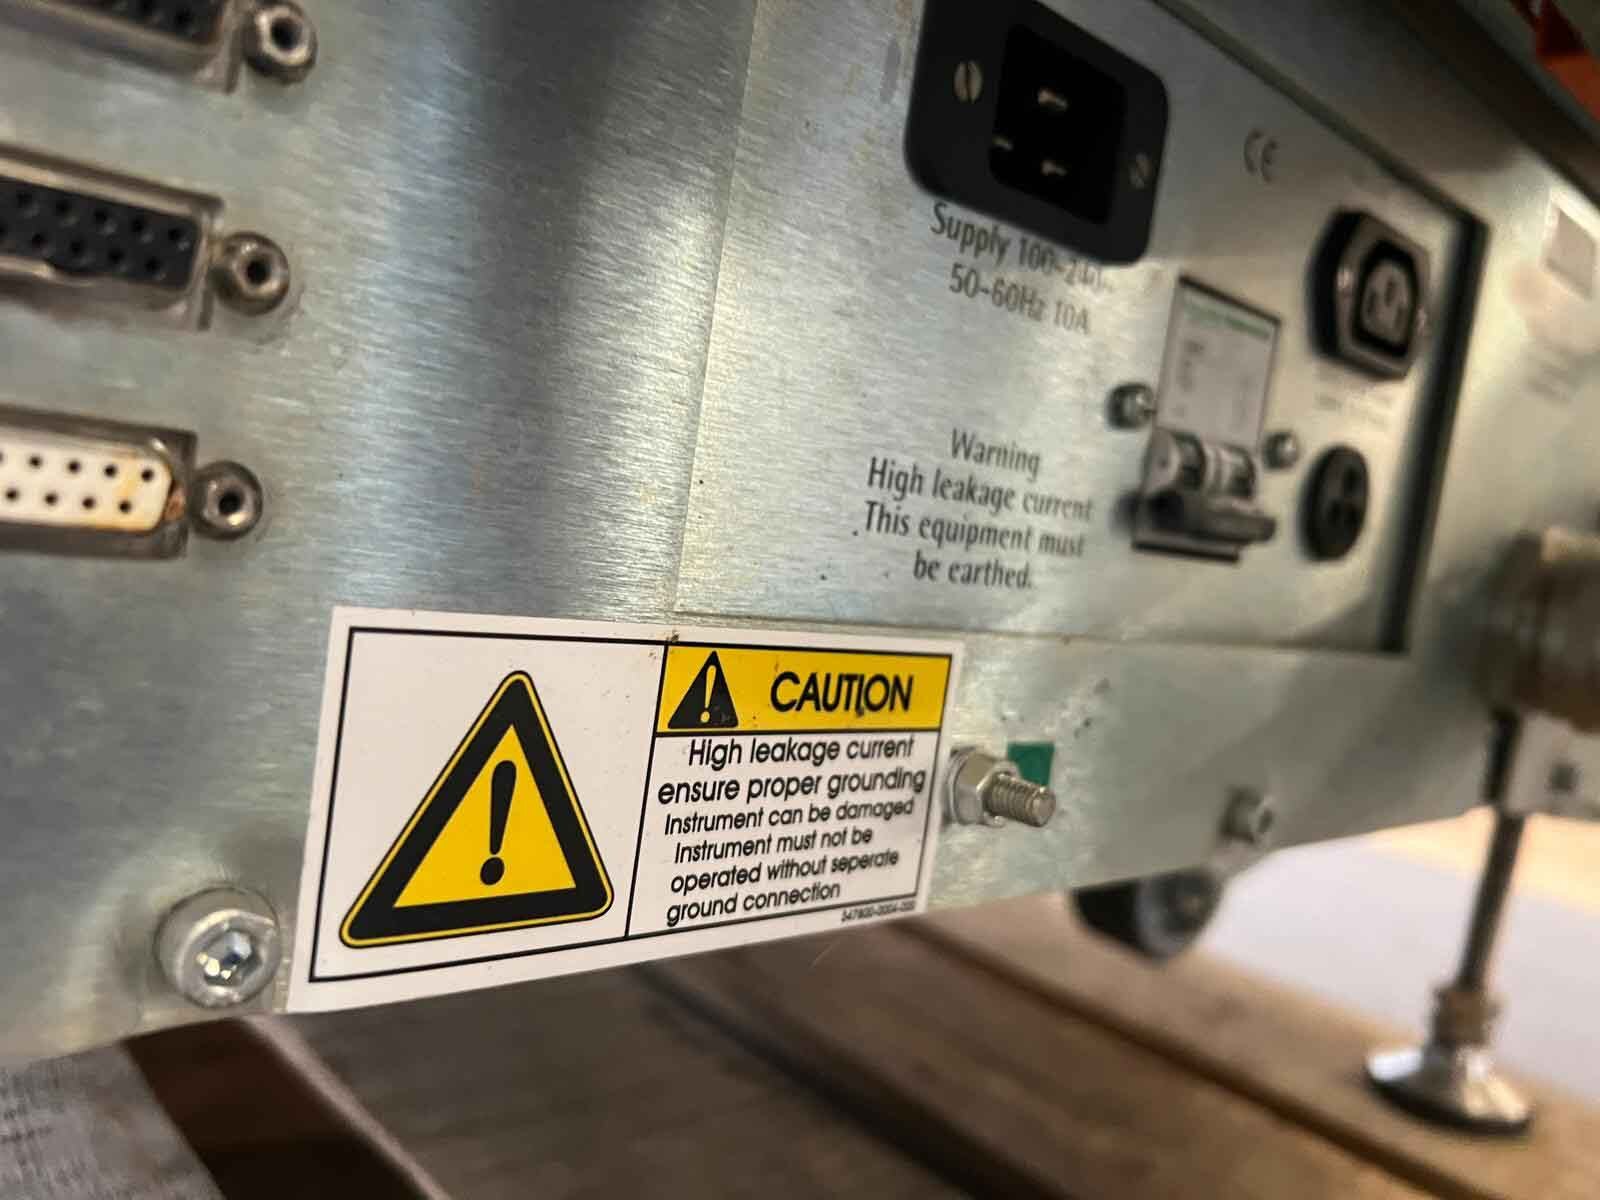 CE
Supply 100-240~
50-60Hz 10A
Warning
High leakage current
This equipment must
be earthed.
CAUTION
High leakage current
ensure proper grounding
Instrument can be damaged
Instrument must not be
operated without seperate
ground connection